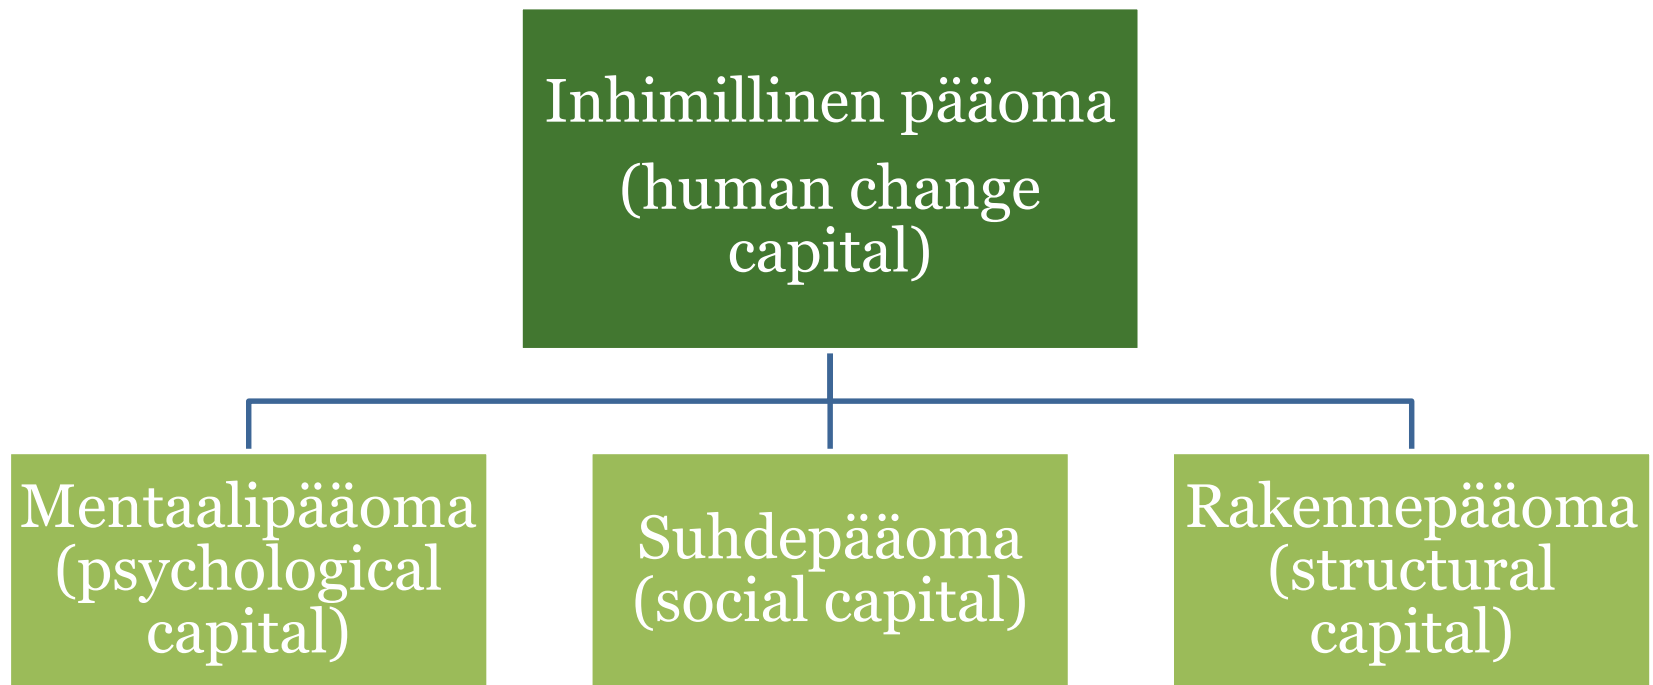 Inhimillinen pääoma
(human change
capital)
Mentaalipääoma
(psychological
capital)
Suhdepääoma
(social capital)
Rakennepääoma
(structural
capital)